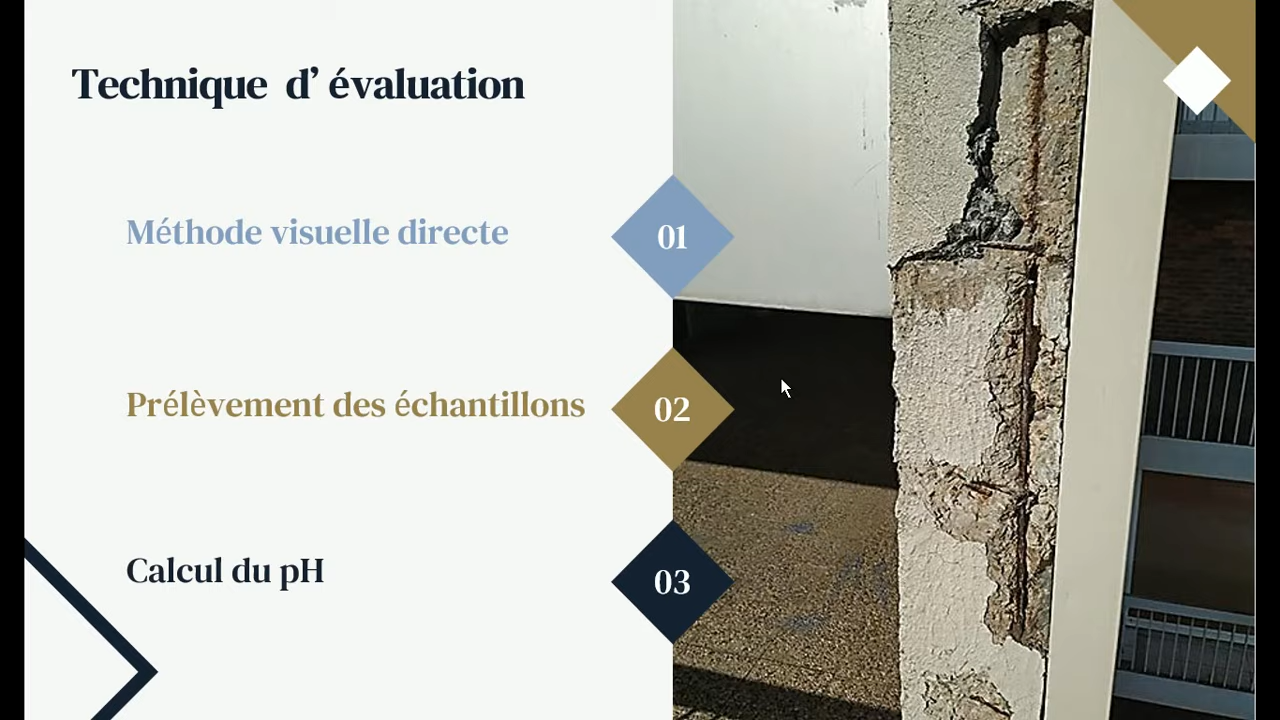 Technique d’ évaluation
Méthode visuelle directe
01
Prélèvement des échantillons
02
Calcul du pH
03